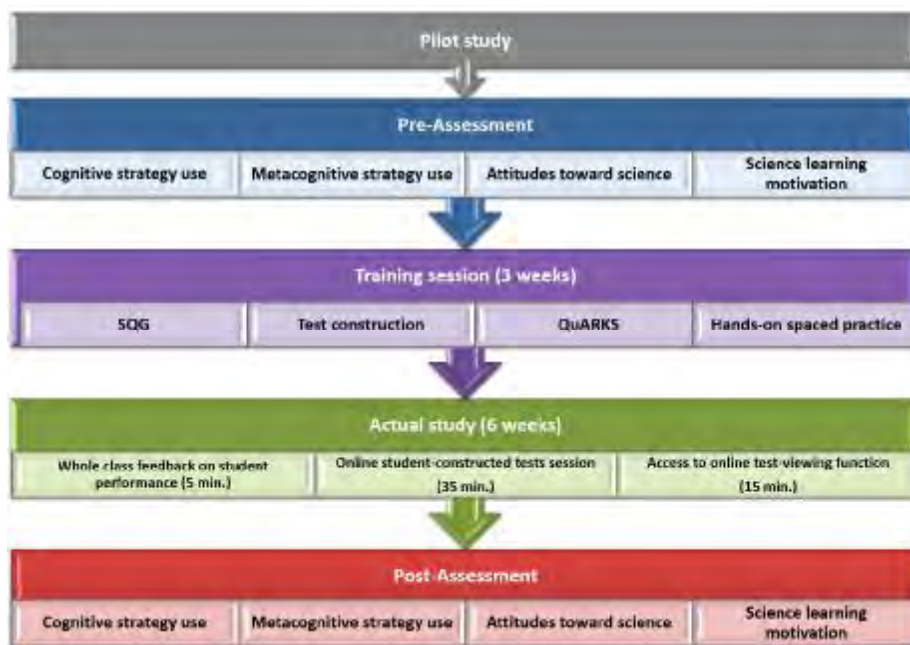 Pilot study
Pre-Assessment
Cognitive strategy use
Metacognitive strategy use
Attitudes toward science
Science learning
motivation
Training session (3 weeks)
SQG
Test construction
QuARKS
Hands-on spaced practice
Actual study (6 weeks)
Whole class feedback on student
performance (5 min.)
Online student-constructed tests session
(35 min.)
Access to online test-viewing function
(15 min.)
Post-Assessment
Cognitive strategy use
Metacognitive strategy use
Attitudes toward science
Science learning
motivation